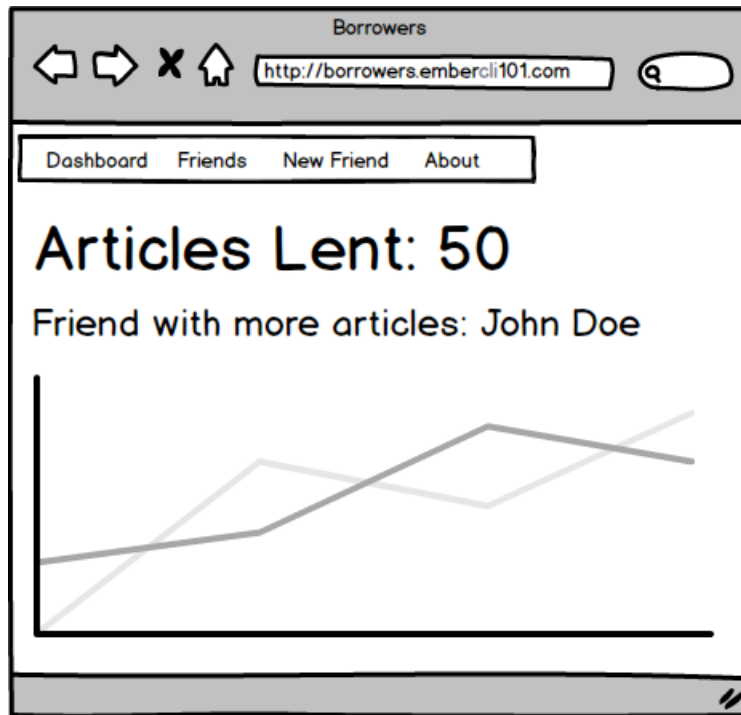 Borrowers
http://borrowers.embercli101.com
Dashboard Friends New Friend About
Articles Lent: 50
Friend with more articles: John Doe